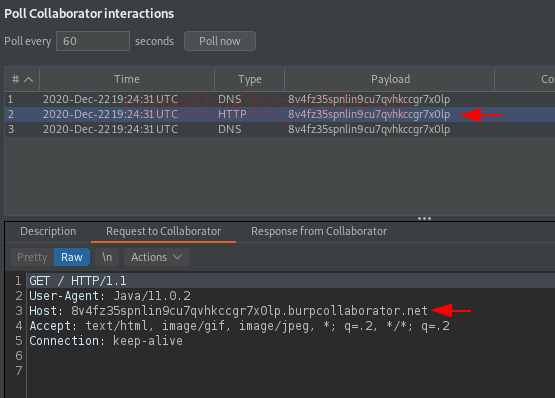 Poll Collaborator interactions
Poll every 60 seconds Poll now
# Time Type Payload Co
1 2020-Dec-22 19:24:31 UTC DNS 8v4fz35spnlin9cu7qvhkccgr7x0lp
2 2020-Dec-22 19:24:31 UTC HTTP 8v4fz35spnlin9cu7qvhkccgr7x0lp
3 2020-Dec-22 19:24:31 UTC DNS 8v4fz35spnlin9cu7qvhkccgr7x0lp
Description Request to Collaborator Response from Collaborator
Pretty Raw \n Actions
1 GET / HTTP/1.1
2 User-Agent: Java/11.0.2
3 Host: 8v4fz35spnlin9cu7qvhkccgr7x0lp.burpcollaborator.net
4 Accept: text/html, image/gif, image/jpeg, *; q=.2, */*; q=.2
5 Connection: keep-alive
6
7